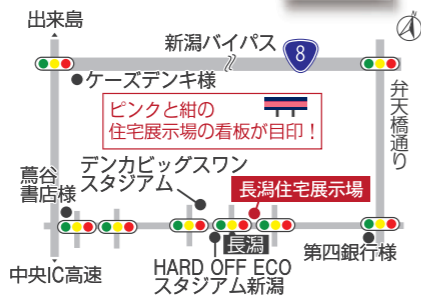 出来島
新潟バイパス
8
N
ケーズデンキ様
弁天橋通り
ピンクと紺の
住宅展示場の看板が目印！
デンカビッグスワン
スタジアム
蔦谷
書店様
長潟住宅展示場
長潟
第四銀行様
中央IC高速
HARD OFF ECO
スタジアム新潟